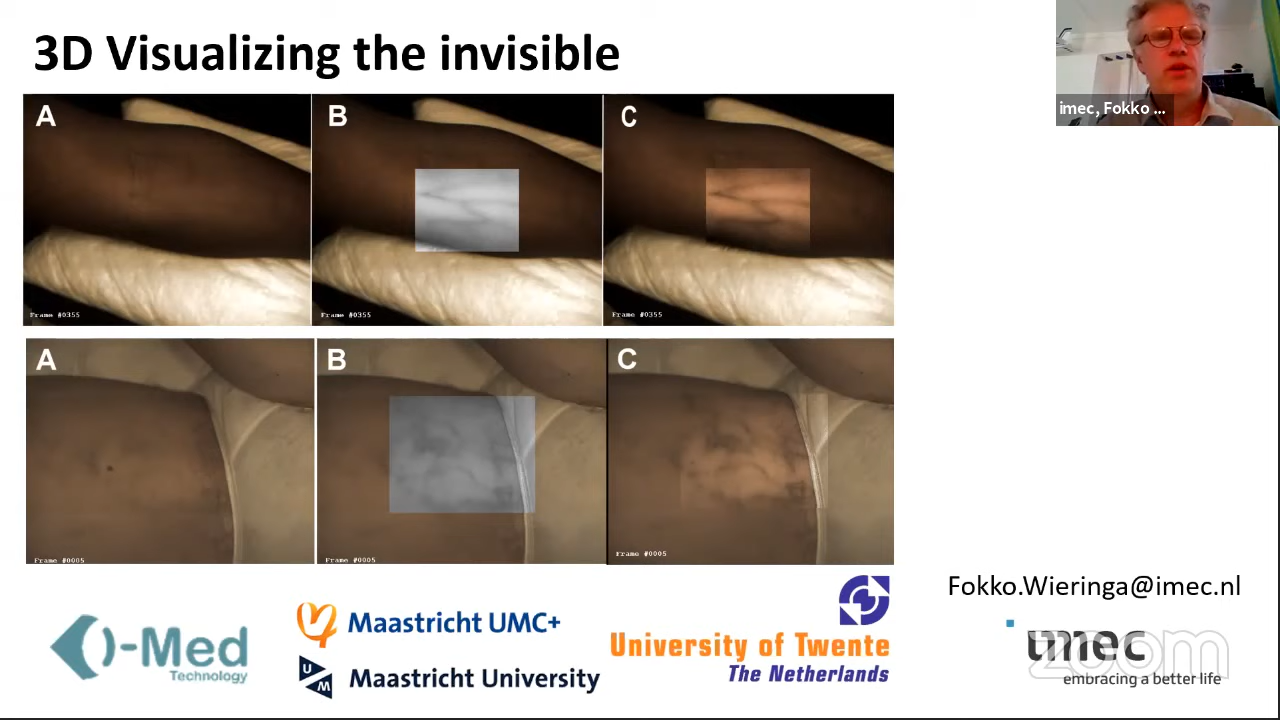 3D Visualizing the invisible
imec, Fokko ...
A
B
C
Frame #0355
Frame #0355
Frame #0355
A
B
C
Frame #0005
Frame #0005
Frame #0005
Fokko.Wieringa@imec.nl
-Med
Technology
Maastricht UMC+
UM
Maastricht University
University of Twente
The Netherlands
imec
zoom
embracing a better life